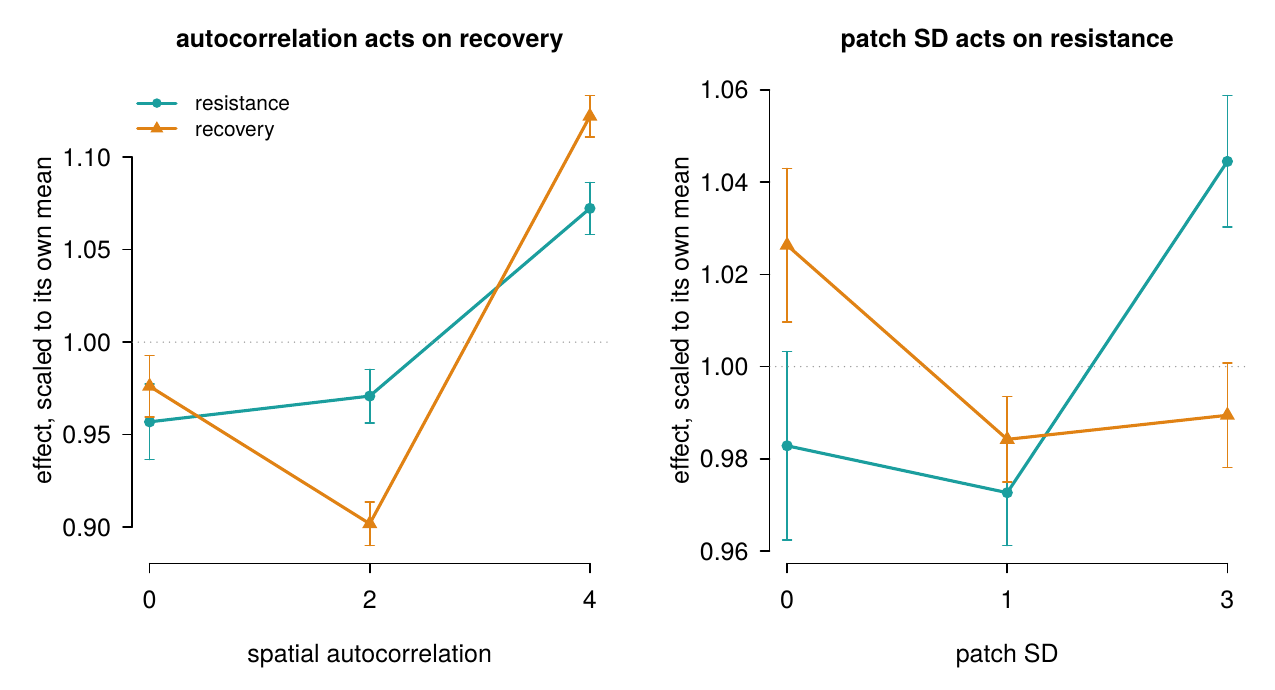 autocorrelation acts on recovery
resistance
recovery
effect, scaled to its own mean
1.10
1.05
1.00
0.95
0.90
0 2 4
spatial autocorrelation
patch SD acts on resistance
effect, scaled to its own mean
1.06
1.04
1.02
1.00
0.98
0.96
0 1 3
patch SD